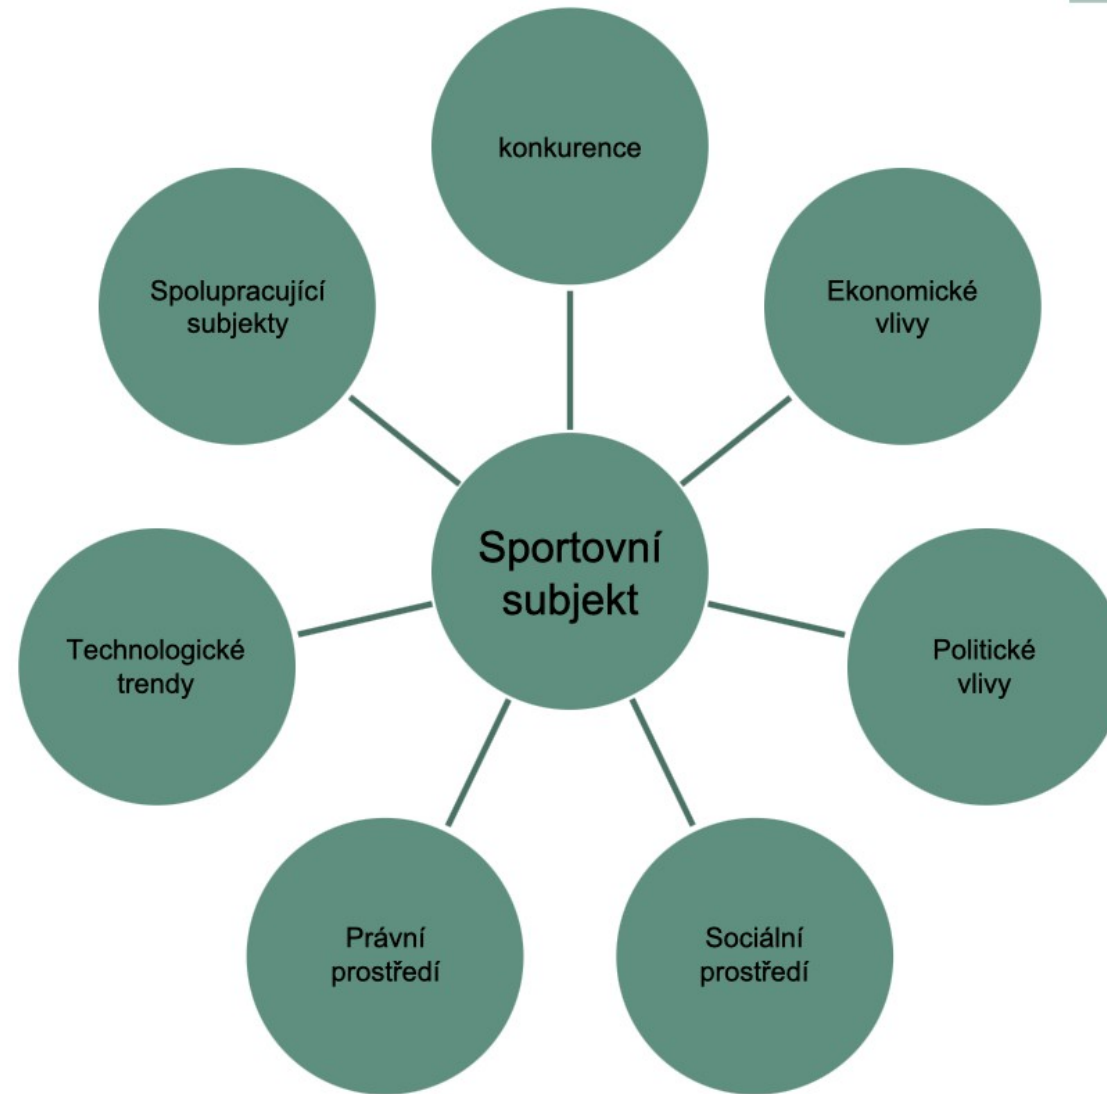 konkurence
Spolupracující
subjekty
Ekonomické
vlivy
Sportovní
subjekt
Technologické
trendy
Politické
vlivy
Právní
prostředí
Sociální
prostředí